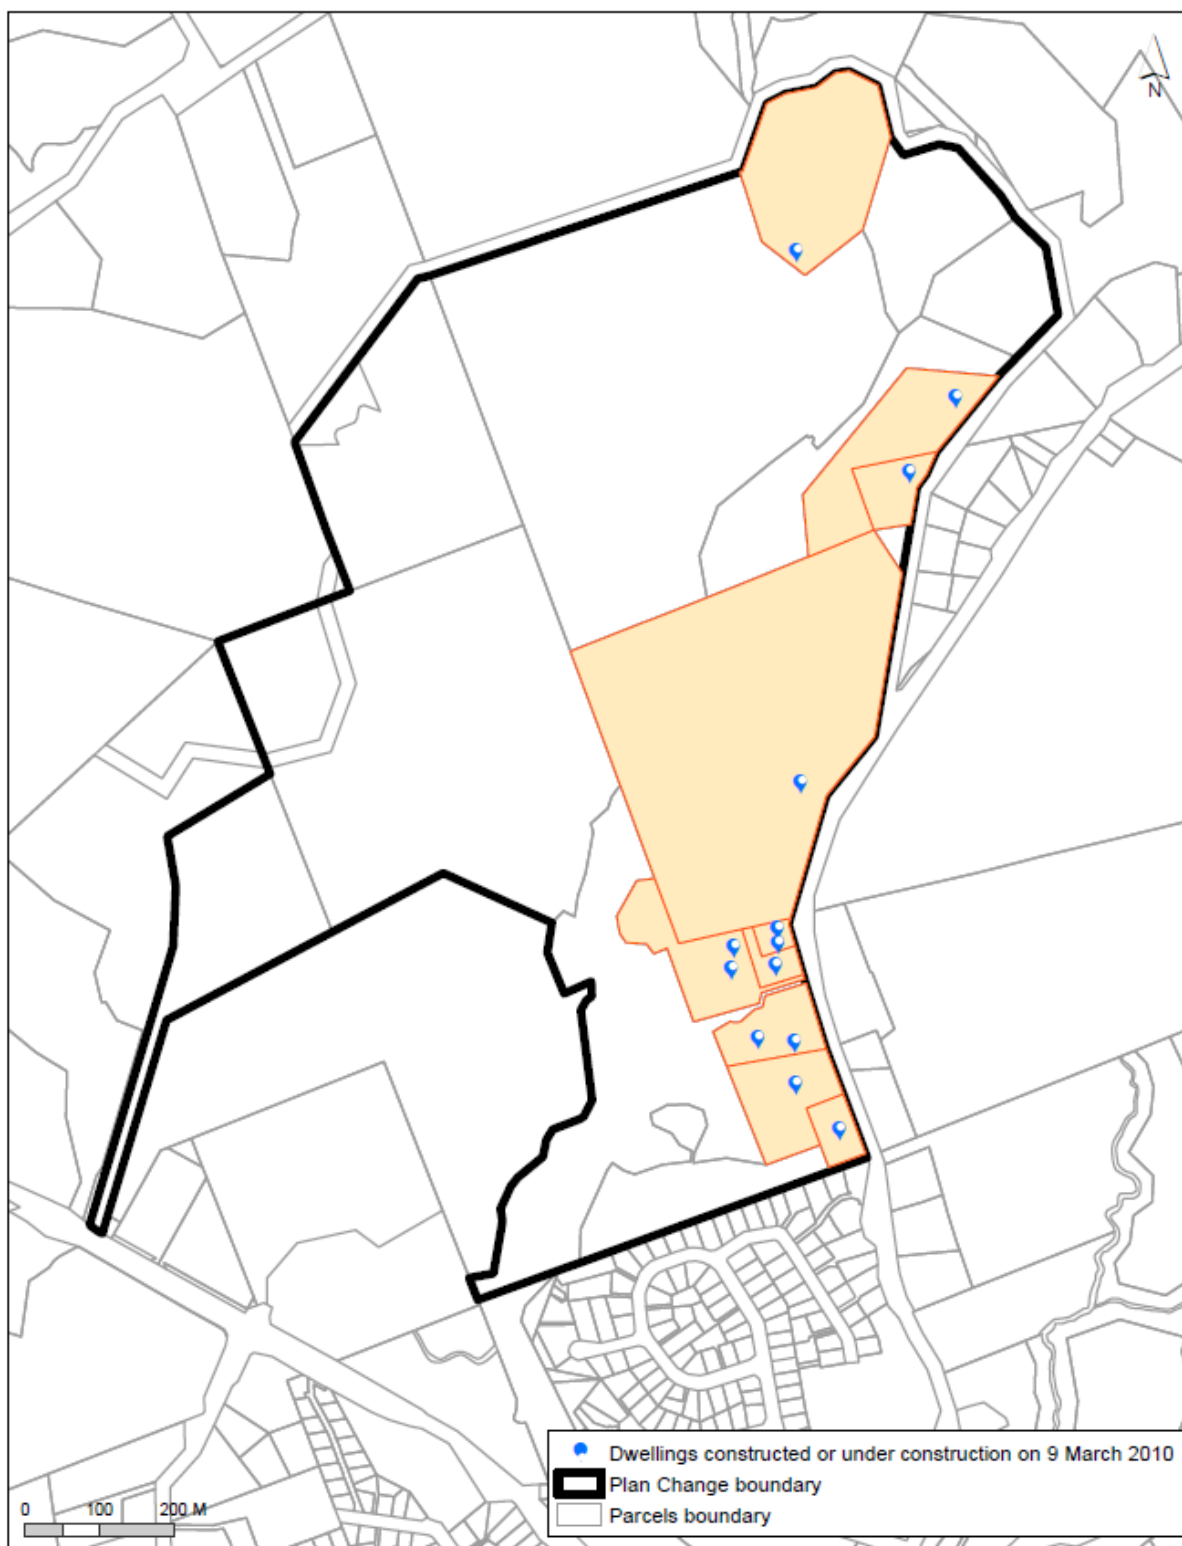 N
Dwellings constructed or under construction on 9 March 2010
Plan Change boundary
Parcels boundary
0 100 200 M